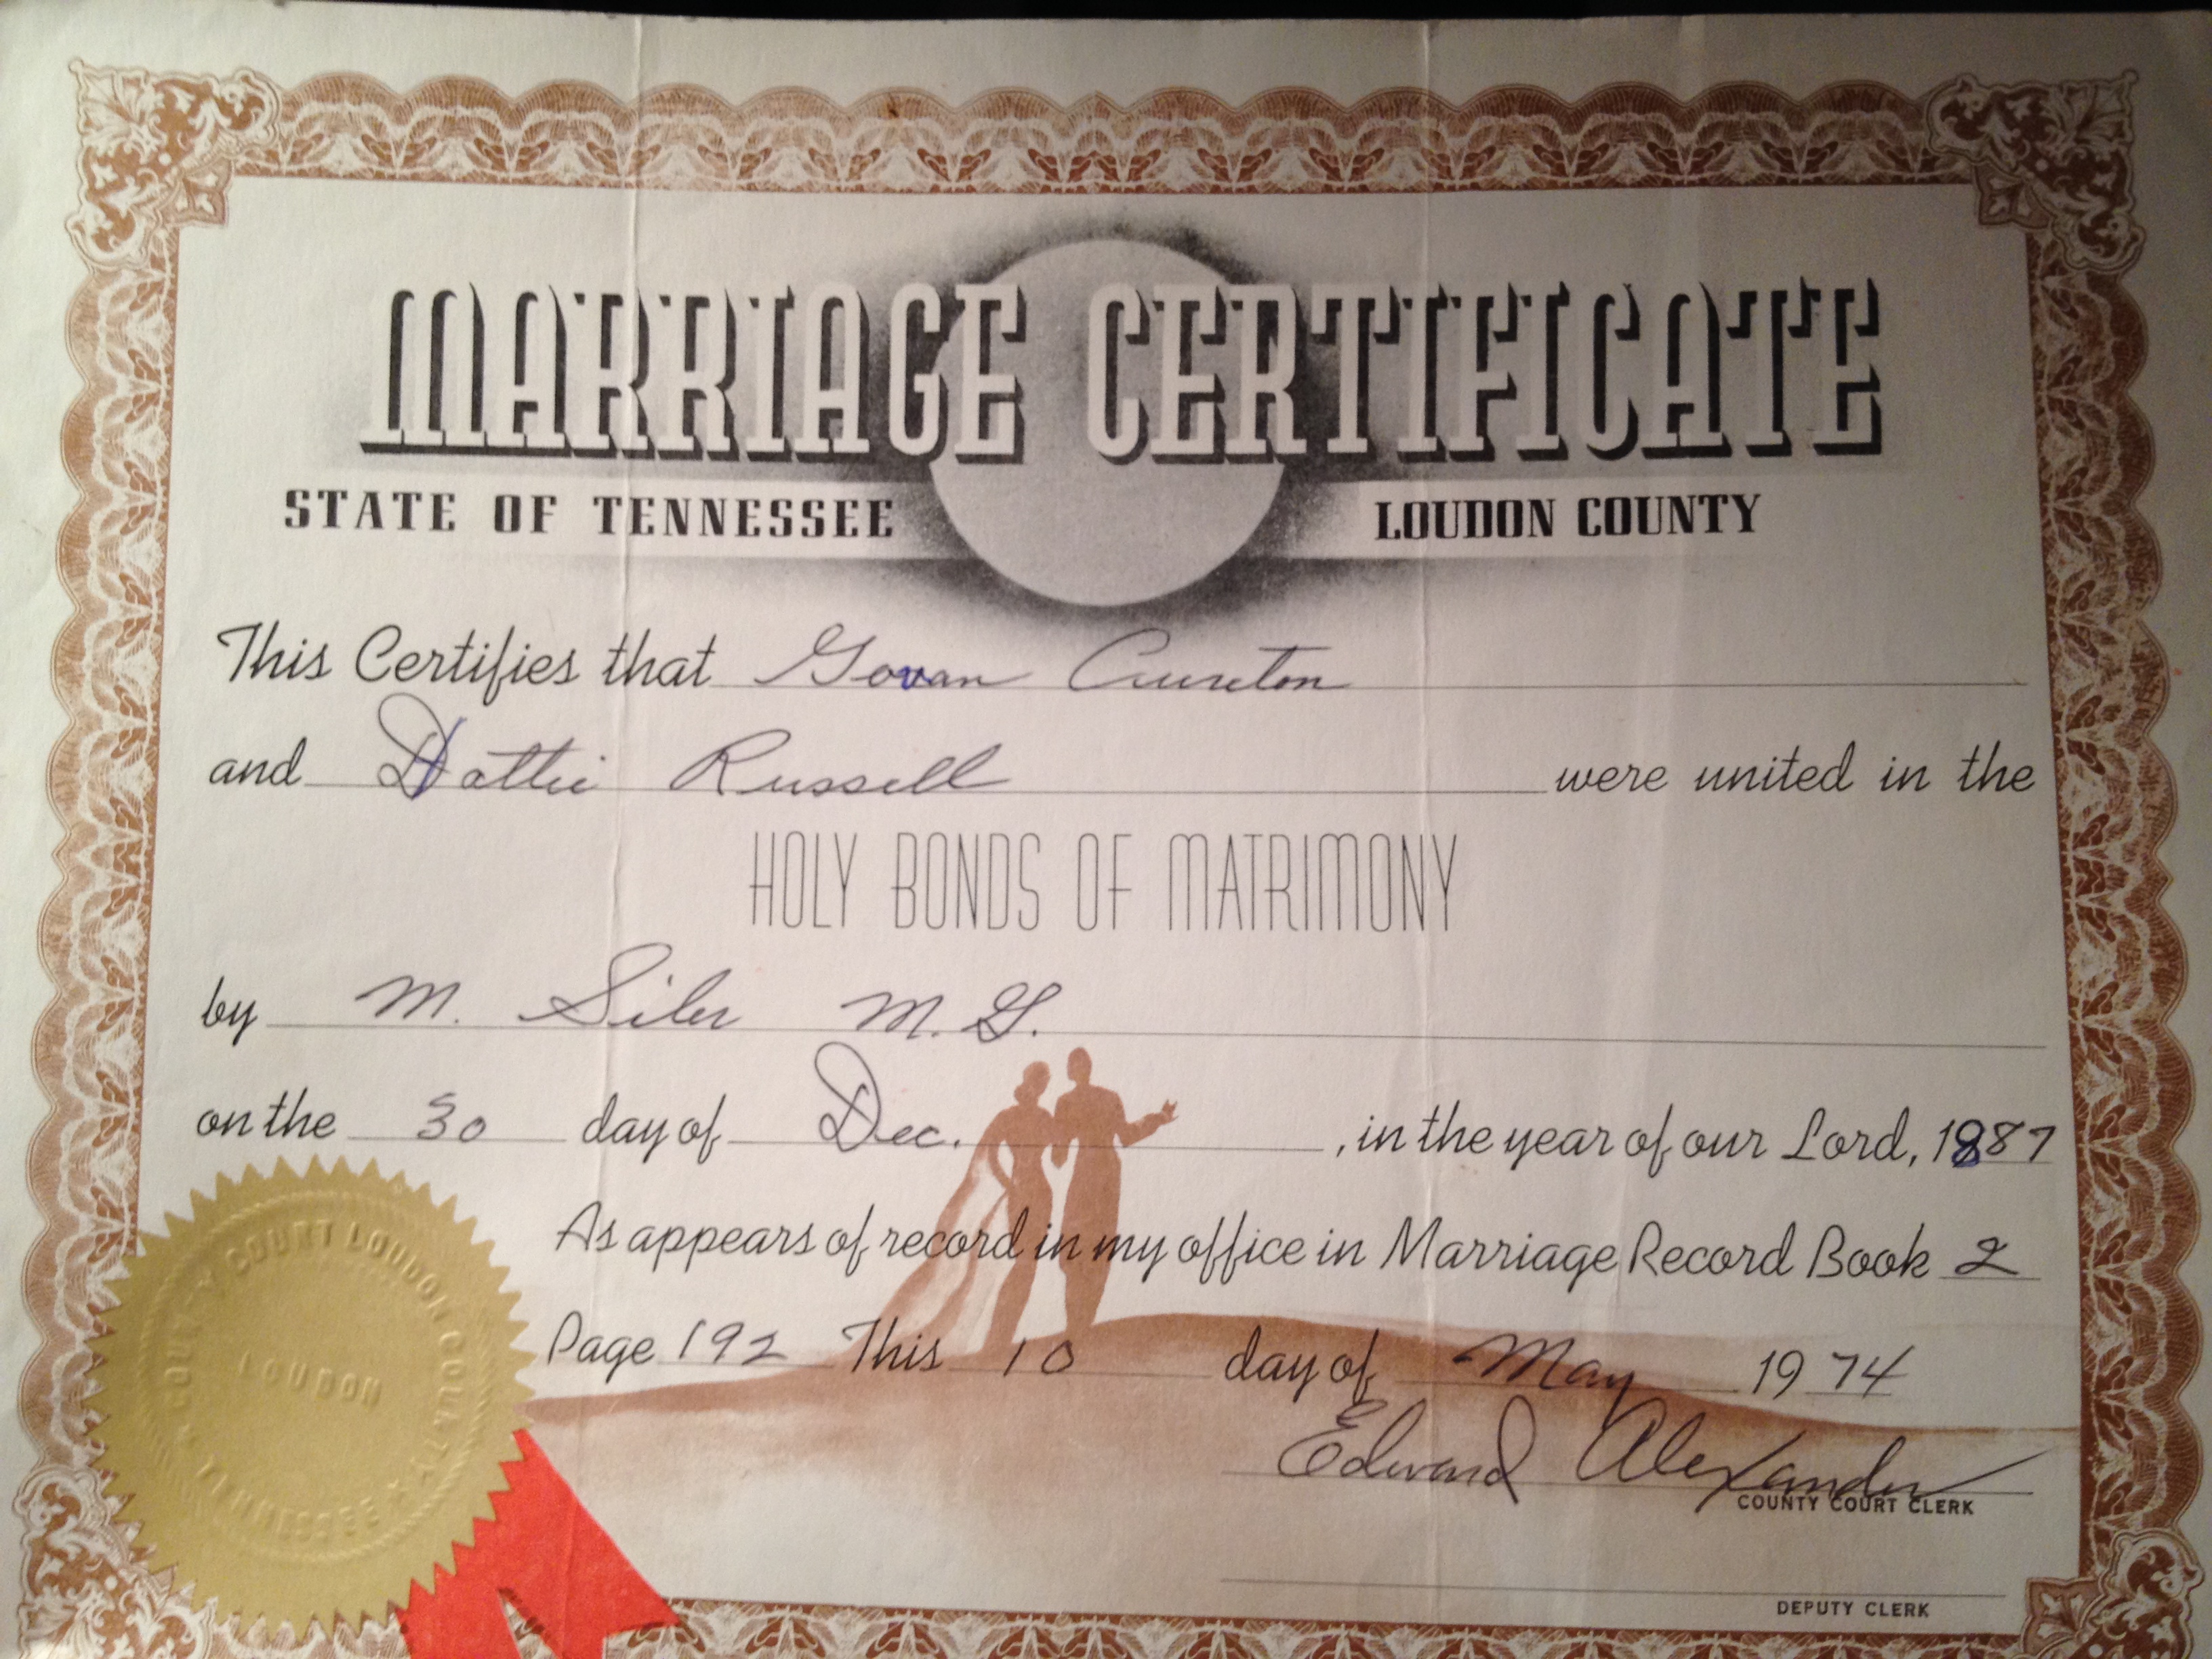 MARRIAGE CERTIFICATE
STATE OF TENNESSEE LOUDON COUNTY
This Certifies that Govan Cureton
and Hattie Russell were united in the
HOLY BONDS OF MATRIMONY
by M. Siler M.G.
on the 30 day of Dec. , in the year of our Lord, 1887
As appears of record in my office in Marriage Record Book 2
Page 192 This 10 day of May 1974
Edward Alexander
COUNTY COURT CLERK
DEPUTY CLERK
COUNTY COURT LOUDON COUNTY
LOUDON
TENNESSEE